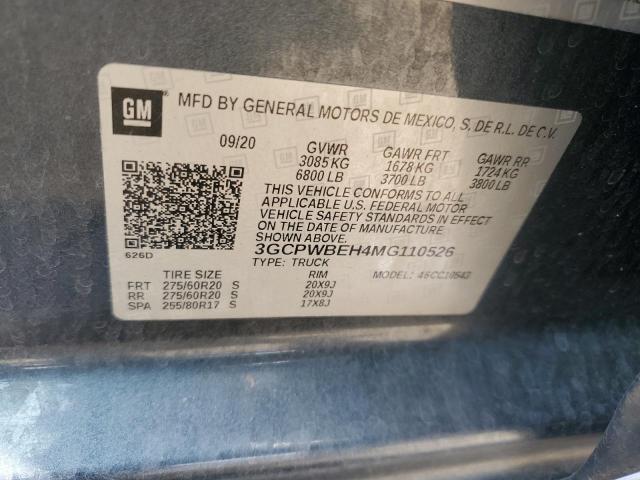 GM
MFD BY GENERAL MOTORS DE MEXICO, S. DE R.L. DE C.V.
09/20 GVWR GAWR FRT GAWR RR
3085 KG 1678 KG 1724 KG
6800 LB 3700 LB 3800 LB
THIS VEHICLE CONFORMS TO ALL
APPLICABLE U.S. FEDERAL MOTOR
VEHICLE SAFETY STANDARDS IN EFFECT
ON THE DATE OF MANUFACTURE
SHOWN ABOVE.
626D 3GCPWBEH4MG110526
TYPE: TRUCK MODEL:
TIRE SIZE RIM
FRT 275/60R20 S 20X9J
RR 275/60R20 S 20X9J
SPA 255/80R17 S 17X8J